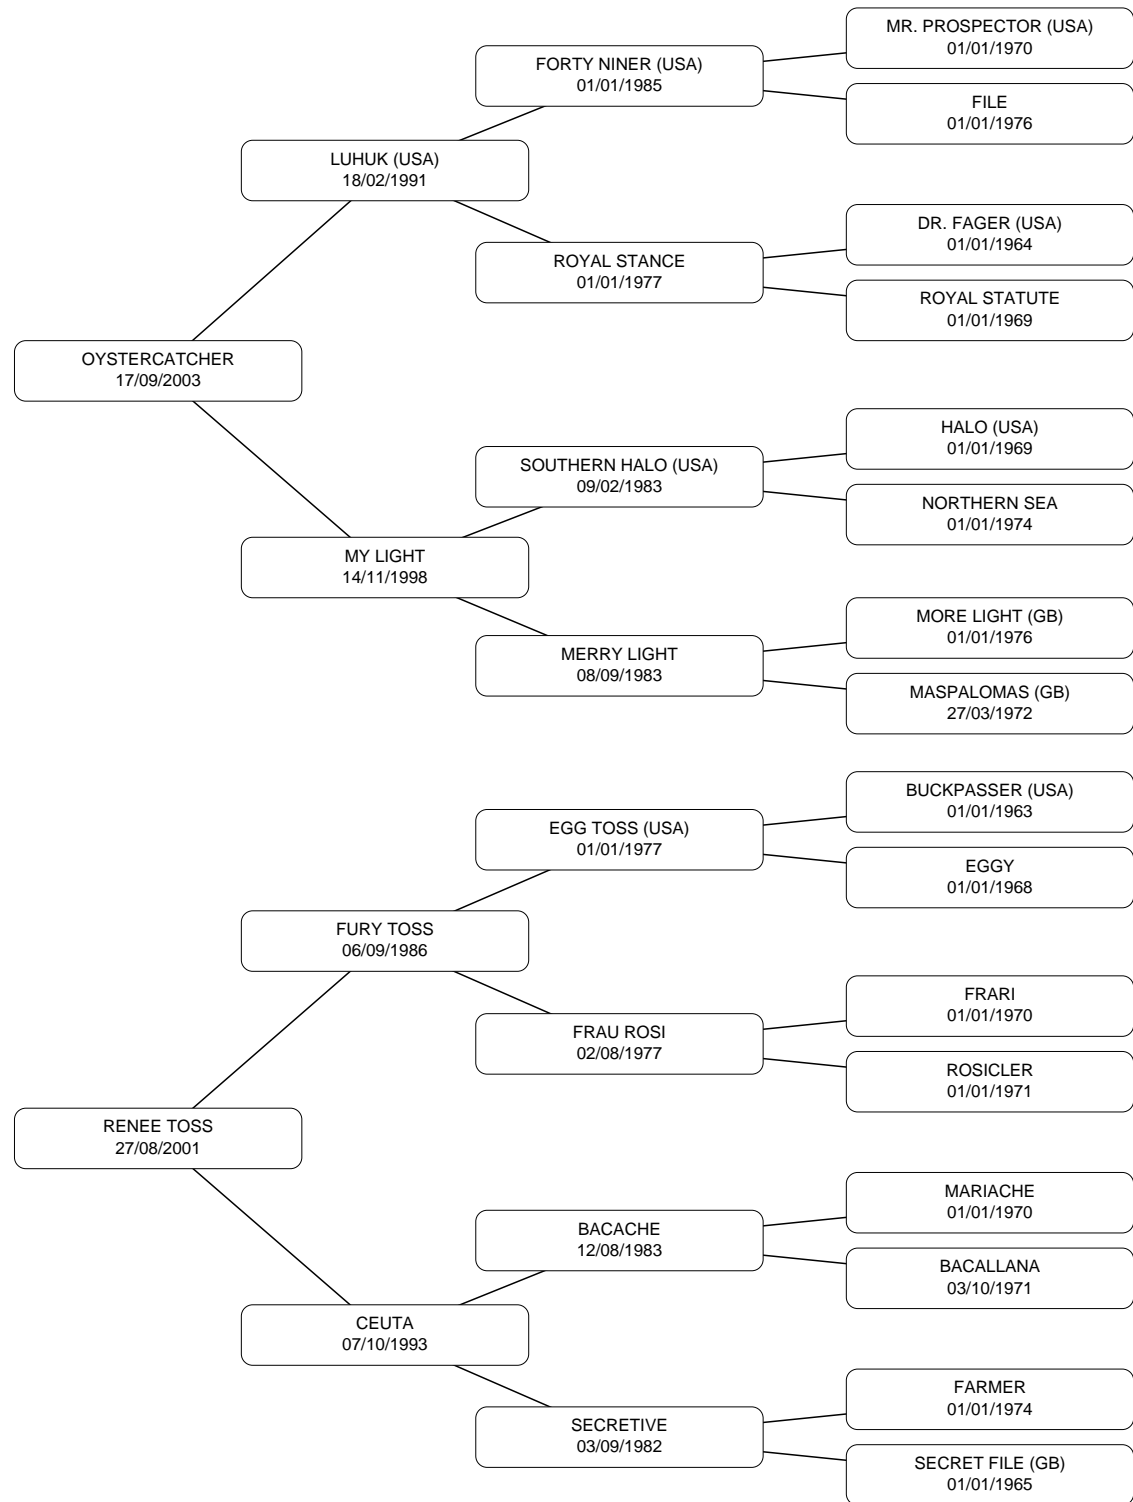 MR. PROSPECTOR (USA)
01/01/1970
FORTY NINER (USA)
01/01/1985
FILE
01/01/1976
LUHUK (USA)
18/02/1991
DR. FAGER (USA)
01/01/1964
ROYAL STANCE
01/01/1977
ROYAL STATUTE
01/01/1969
OYSTERCATCHER
17/09/2003
HALO (USA)
01/01/1969
SOUTHERN HALO (USA)
09/02/1983
NORTHERN SEA
01/01/1974
MY LIGHT
14/11/1998
MORE LIGHT (GB)
01/01/1976
MERRY LIGHT
08/09/1983
MASPALOMAS (GB)
27/03/1972
BUCKPASSER (USA)
01/01/1963
EGG TOSS (USA)
01/01/1977
EGGY
01/01/1968
FURY TOSS
06/09/1986
FRARI
01/01/1970
FRAU ROSI
02/08/1977
ROSICLER
01/01/1971
RENEE TOSS
27/08/2001
MARIACHE
01/01/1970
BACACHE
12/08/1983
BACALLANA
03/10/1971
CEUTA
07/10/1993
FARMER
01/01/1974
SECRETIVE
03/09/1982
SECRET FILE (GB)
01/01/1965